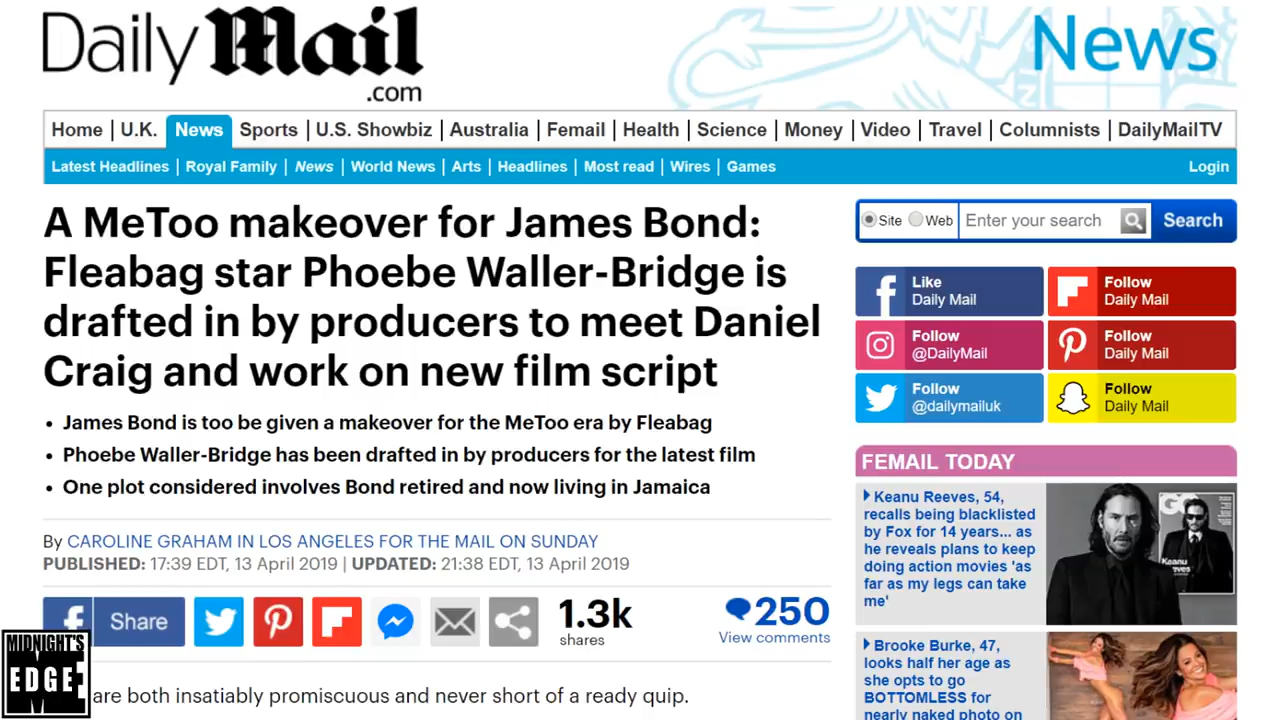 Daily Mail
.com
News
Home | U.K. News Sports | U.S. Showbiz | Australia | Femail | Health | Science | Money | Video | Travel | Columnists | DailyMailTV
Latest Headlines | Royal Family | News | World News | Arts | Headlines | Most read | Wires | Games Login
A MeToo makeover for James Bond:
Fleabag star Phoebe Waller-Bridge is
drafted in by producers to meet Daniel
Craig and work on new film script
• James Bond is too be given a makeover for the MeToo era by Fleabag
• Phoebe Waller-Bridge has been drafted in by producers for the latest film
• One plot considered involves Bond retired and now living in Jamaica
By CAROLINE GRAHAM IN LOS ANGELES FOR THE MAIL ON SUNDAY
PUBLISHED: 17:39 EDT, 13 April 2019 | UPDATED: 21:38 EDT, 13 April 2019
Share
1.3k
shares
250
View comments
MIDNIGHT'S
EDGE
ME
are both insatiably promiscuous and never short of a ready quip.
Site Web Enter your search Search
Like
Daily Mail
Follow
Daily Mail
Follow
@DailyMail
Follow
Daily Mail
Follow
@dailymailuk
Follow
Daily Mail
FEMAIL TODAY
Keanu Reeves, 54,
recalls being blacklisted
by Fox for 14 years... as
he reveals plans to keep
doing action movies 'as
far as my legs can take
me'
GQ
Keanu
Brooke Burke, 47,
looks half her age as
she opts to go
BOTTOMLESS for
nearly naked photo on